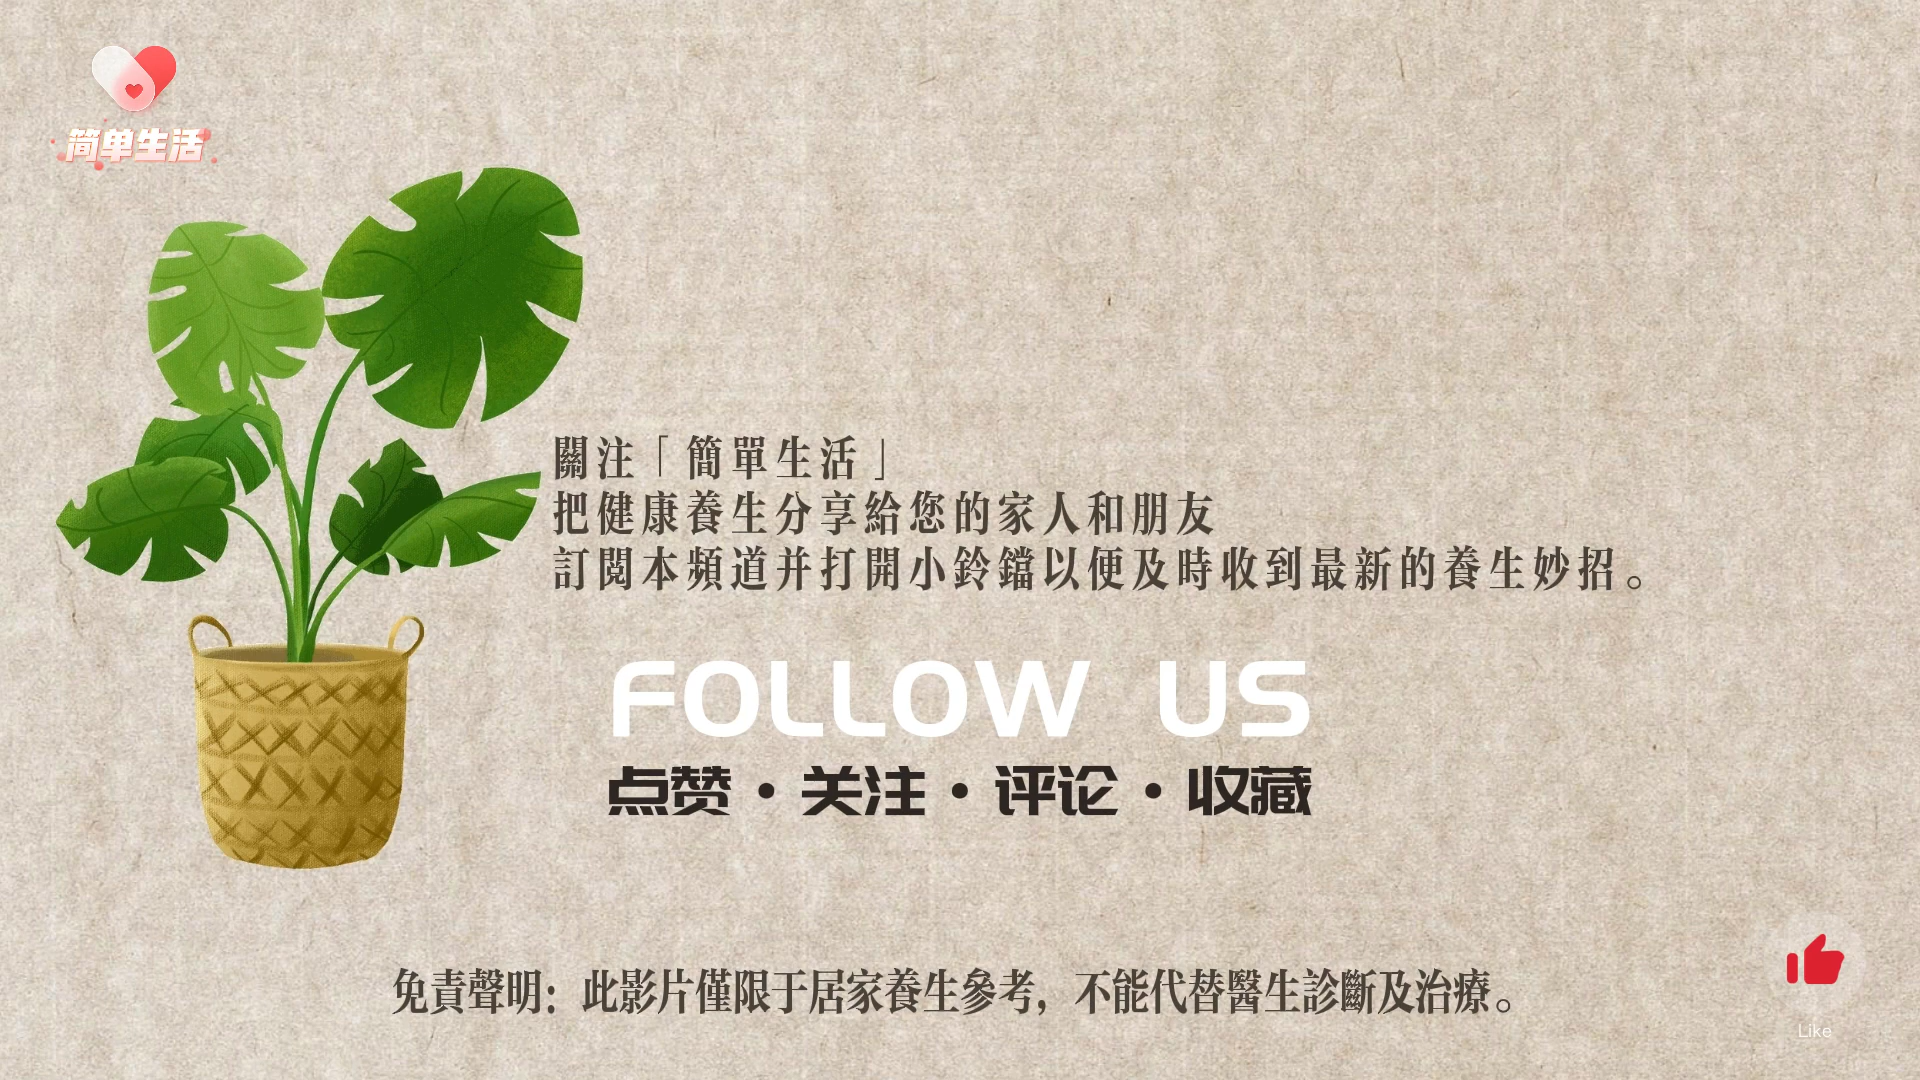 简单生活
關注「簡單生活」
把健康養生分享給您的家人和朋友
訂閱本頻道并打開小鈴鐺以便及時收到最新的養生妙招。
FOLLOW US
点赞·关注·评论·收藏
免責聲明：此影片僅限于居家養生參考，不能代替醫生診斷及治療。
Like